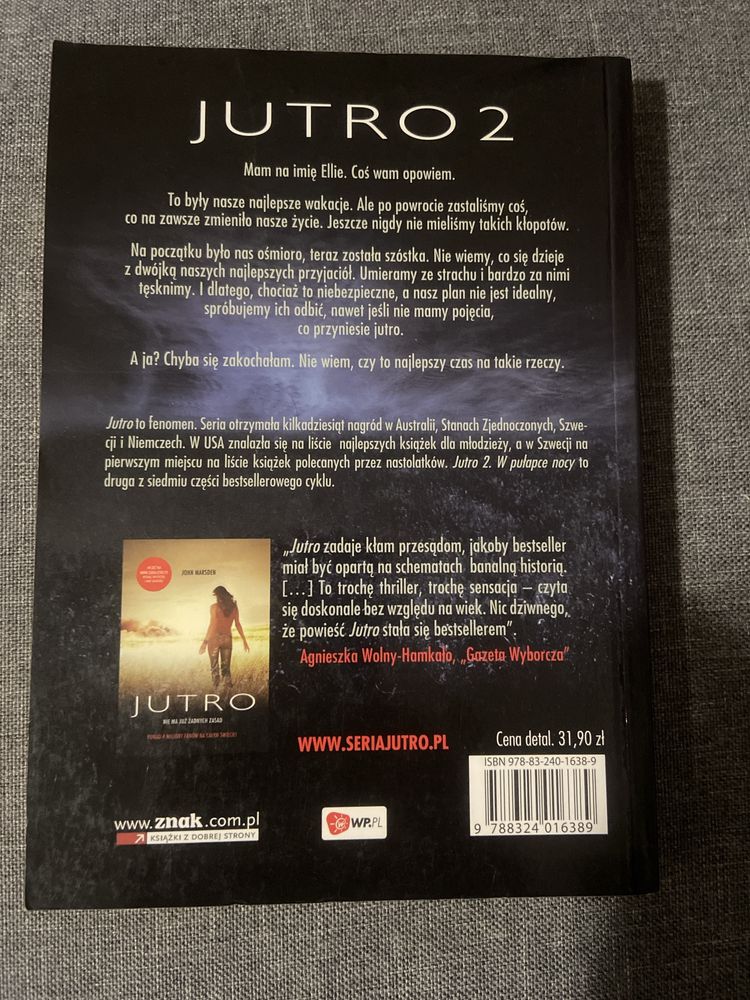 JUTRO 2
Mam na imię Ellie. Coś wam opowiem.
To były nasze najlepsze wakacje. Ale po powrocie zastaliśmy coś,
co na zawsze zmieniło nasze życie. Jeszcze nigdy nie mieliśmy takich kłopotów.
Na początku było nas ośmioro, teraz została szóstka. Nie wiemy, co się dzieje
z dwójką naszych najlepszych przyjaciół. Umieramy ze strachu i bardzo za nimi
tęsknimy. I dlatego, chociaż to niebezpieczne, a nasz plan nie jest idealny,
spróbujemy ich odbić, nawet jeśli nie mamy pojęcia,
co przyniesie jutro.
A ja? Chyba się zakochałam. Nie wiem, czy to najlepszy czas na takie rzeczy.
Jutro to fenomen. Seria otrzymała kilkadziesiąt nagród w Australii, Stanach Zjednoczonych, Szwe-
cji i Niemczech. W USA znalazła się na liście najlepszych książek dla młodzieży, a w Szwecji na
pierwszym miejscu na liście książek polecanych przez nastolatków. Jutro 2. W pułapce nocy to
druga z siedmiu części bestsellerowego cyklu.
„Jutro zadaje kłam przesądom, jakoby bestseller
miał być opartą na schematach banalną historią.
[...] To trochę thriller, trochę sensacja – czyta
się doskonale bez względu na wiek. Nic dziwnego,
że powieść Jutro stała się bestsellerem”.
Agnieszka Wolny-Hamkało, „Gazeta Wyborcza”
JOHN MARSDEN
JUTRO
NIE MA JUŻ ŻADNYCH ZASAD
PONAD 4 MILIONY FANÓW NA CAŁYM ŚWIECIE!
WWW.SERIAJUTRO.PL
Cena detal. 31,90 zł
ISBN 978-83-240-1638-9
9 788324 016389
www.znak.com.pl
KSIĄŻKI Z DOBREJ STRONY
WP.PL